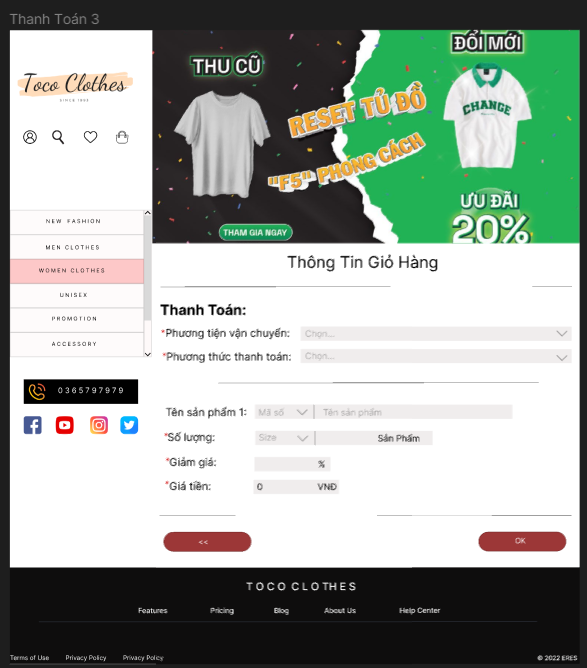 Thanh Toán 3
Toco Clothes
SINCE 1992
NEW FASHION
MEN CLOTHES
WOMEN CLOTHES
UNISEX
PROMOTION
ACCESSORY
0365797979
THU CŨ
ĐỔI MỚI
RESET TỦ ĐỒ
"F5" PHONG CÁCH
CHANGE
THAM GIA NGAY
ƯU ĐÃI
20%
Thông Tin Giỏ Hàng
Thanh Toán:
*Phương tiện vận chuyển: Chọn...
*Phương thức thanh toán: Chọn...
Tên sản phẩm 1: Mã số Tên sản phẩm
*Số lượng: Size Sản Phẩm
*Giảm giá: %
*Giá tiền: 0 VNĐ
<< OK
TOCO CLOTHES
Features Pricing Blog About Us Help Center
Terms of Use Privacy Policy Privacy Policy © 2022 ERES